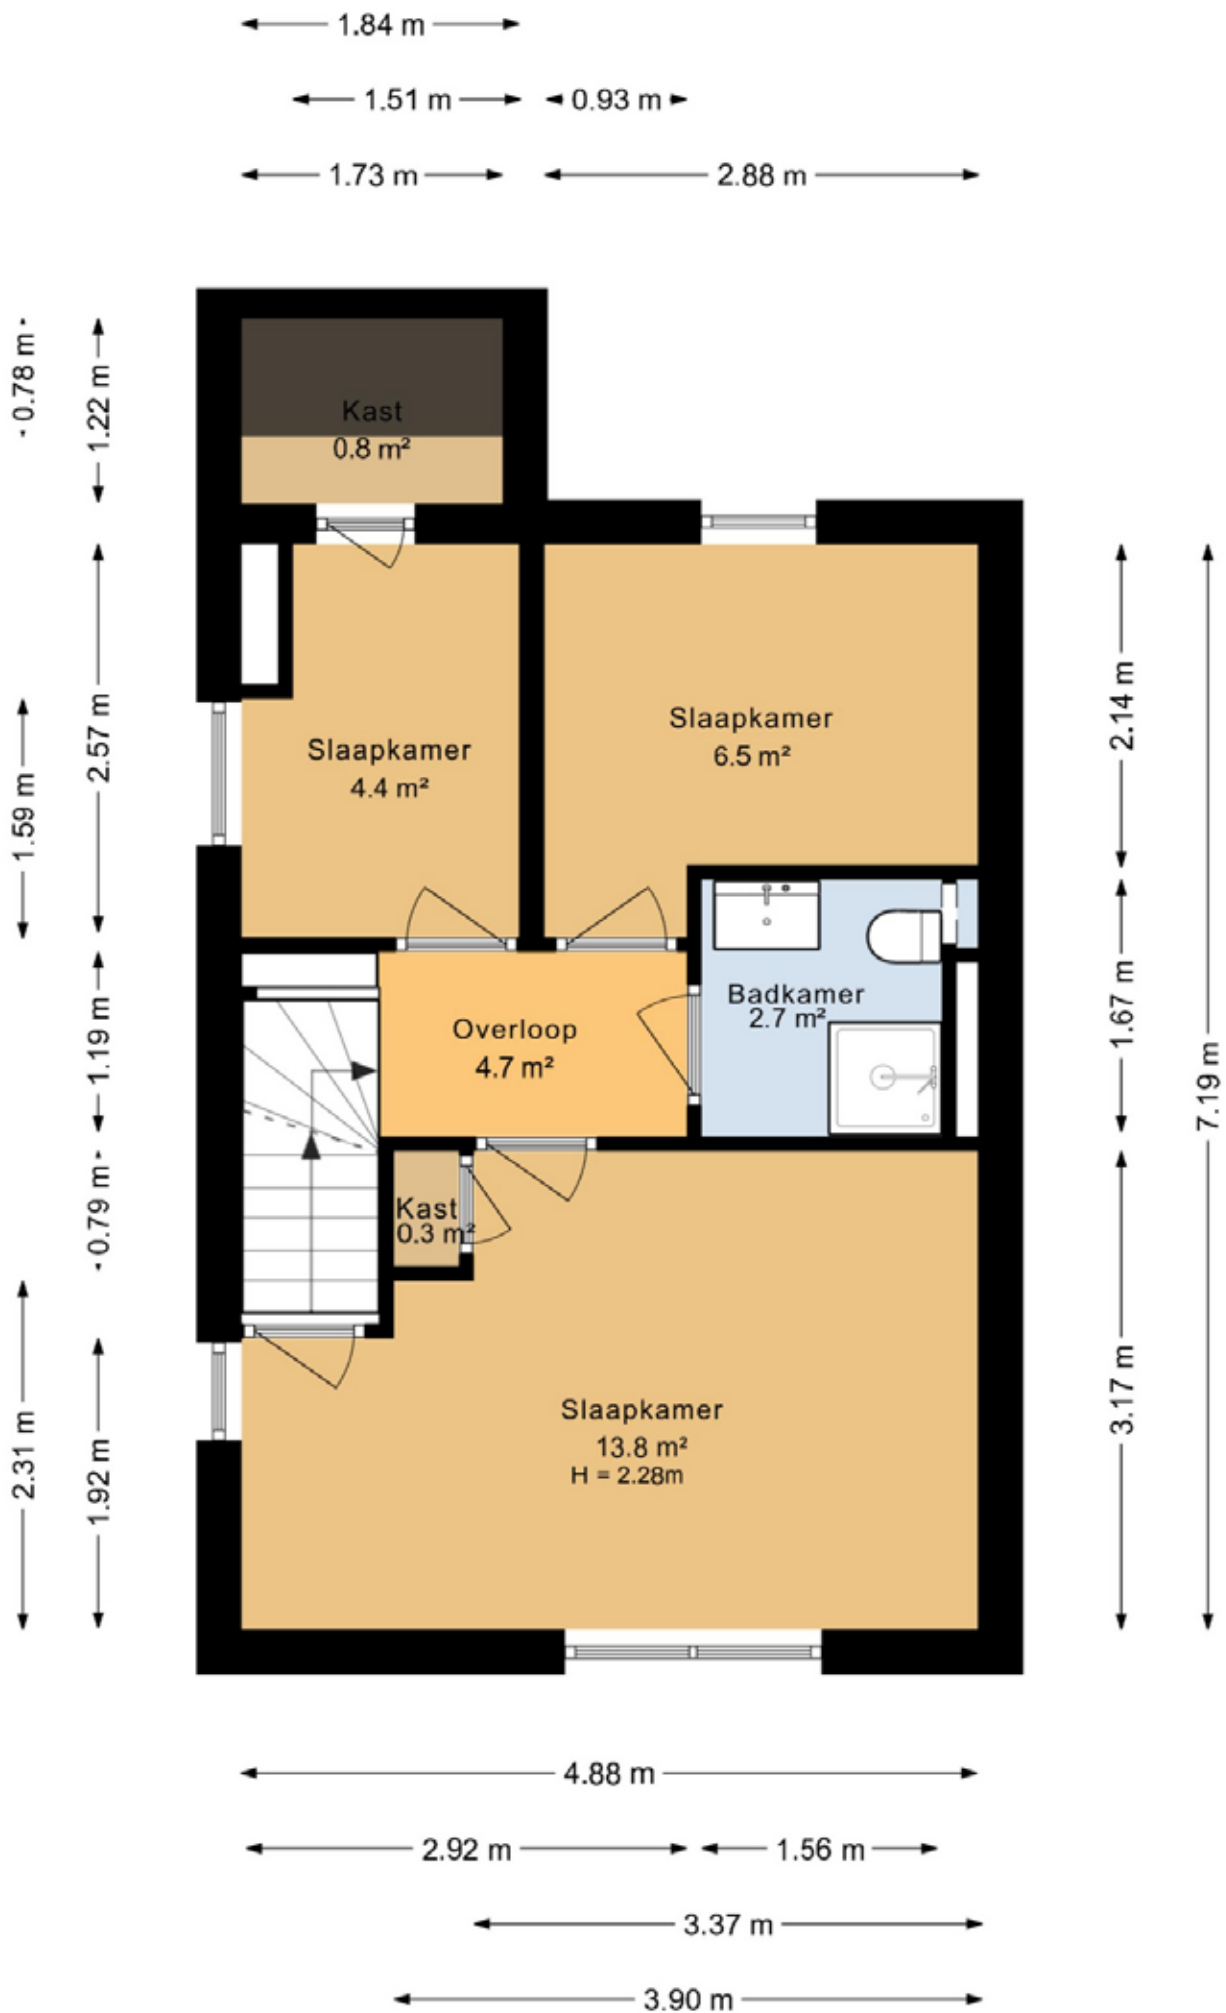 1.84 m
1.51 m
0.93 m
1.73 m
2.88 m
0.78 m
1.22 m
Kast
0.8 m²
2.57 m
1.59 m
Slaapkamer
4.4 m²
Slaapkamer
6.5 m²
2.14 m
1.19 m
Overloop
4.7 m²
Badkamer
2.7 m²
1.67 m
7.19 m
0.79 m
Kast
0.3 m²
2.31 m
1.92 m
Slaapkamer
13.8 m²
H = 2.28m
3.17 m
4.88 m
2.92 m
1.56 m
3.37 m
3.90 m